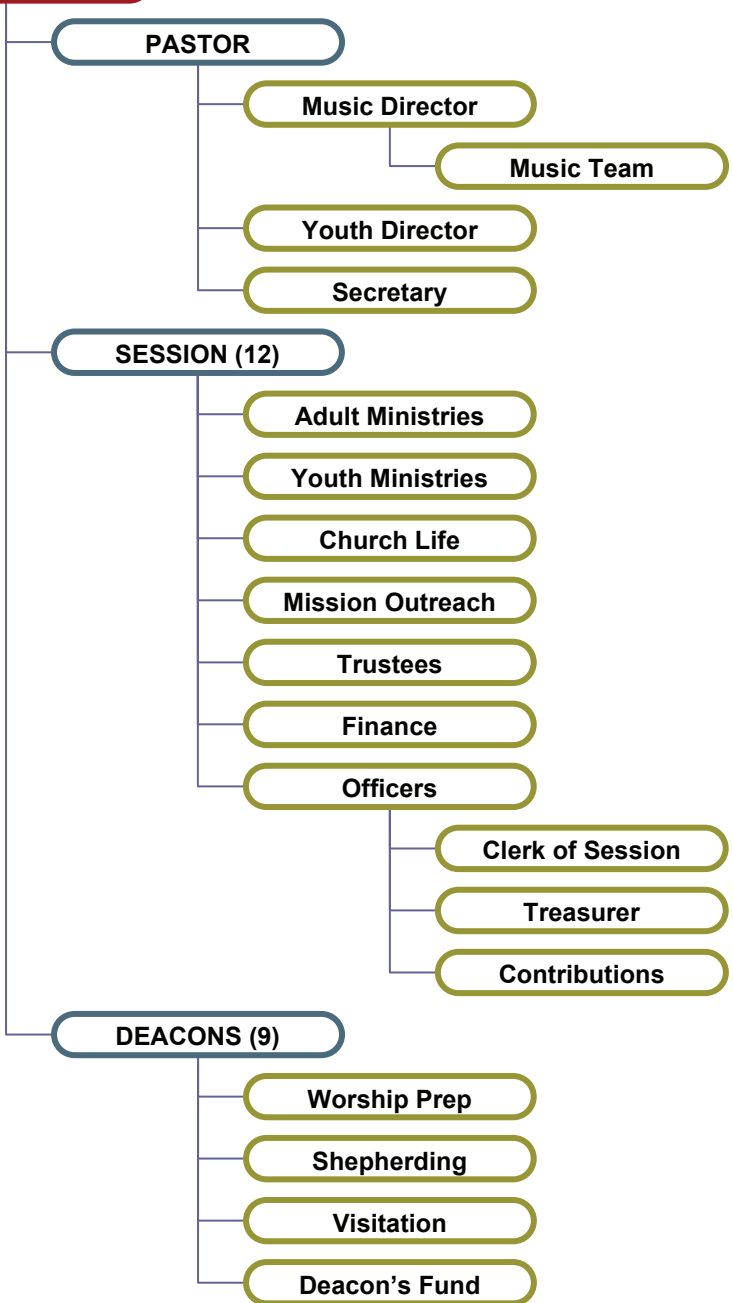 PASTOR
Music Director
Music Team
Youth Director
Secretary
SESSION (12)
Adult Ministries
Youth Ministries
Church Life
Mission Outreach
Trustees
Finance
Officers
Clerk of Session
Treasurer
Contributions
DEACONS (9)
Worship Prep
Shepherding
Visitation
Deacon’s Fund